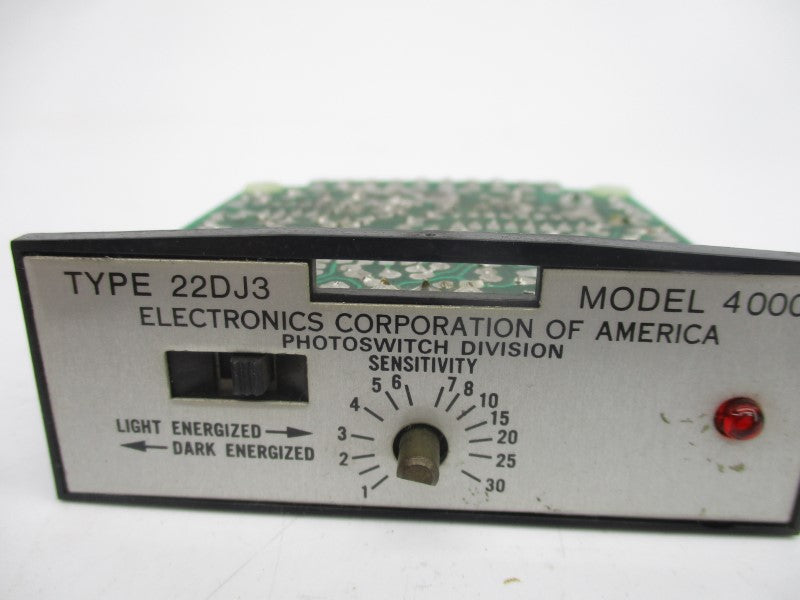 TYPE 22DJ3
MODEL 4000
ELECTRONICS CORPORATION OF AMERICA
PHOTOSWITCH DIVISION
SENSITIVITY
1 2 3 4 5 6 7 8 10 15 20 25 30
LIGHT ENERGIZED →
← DARK ENERGIZED